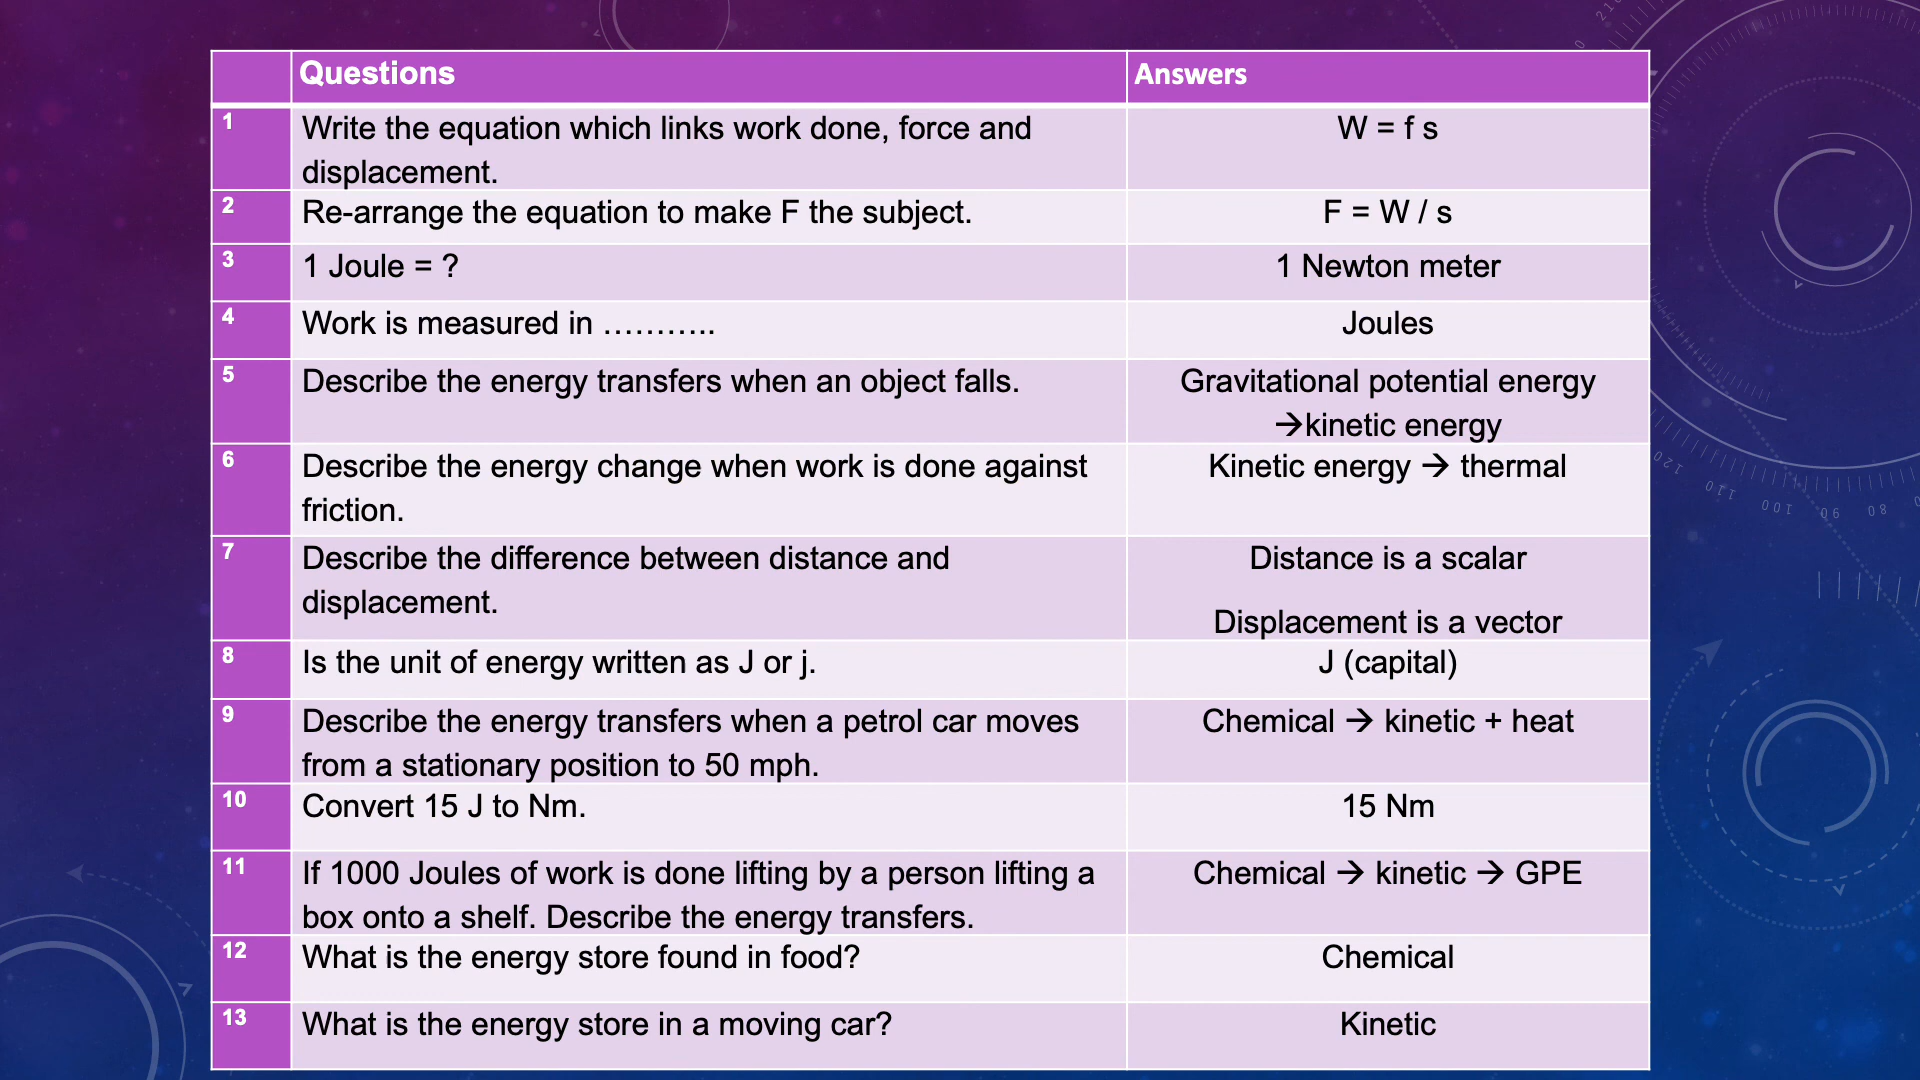 Questions Answers
1 Write the equation which links work done, force and W = f s
displacement.
2 Re-arrange the equation to make F the subject. F = W / s
3 1 Joule = ? 1 Newton meter
4 Work is measured in ……….. Joules
5 Describe the energy transfers when an object falls. Gravitational potential energy
→kinetic energy
6 Describe the energy change when work is done against Kinetic energy → thermal
friction.
7 Describe the difference between distance and Distance is a scalar
displacement.
Displacement is a vector
8 Is the unit of energy written as J or j. J (capital)
9 Describe the energy transfers when a petrol car moves Chemical → kinetic + heat
from a stationary position to 50 mph.
10 Convert 15 J to Nm. 15 Nm
11 If 1000 Joules of work is done lifting by a person lifting a Chemical → kinetic → GPE
box onto a shelf. Describe the energy transfers.
12 What is the energy store found in food? Chemical
13 What is the energy store in a moving car? Kinetic
120 110 100 90 80